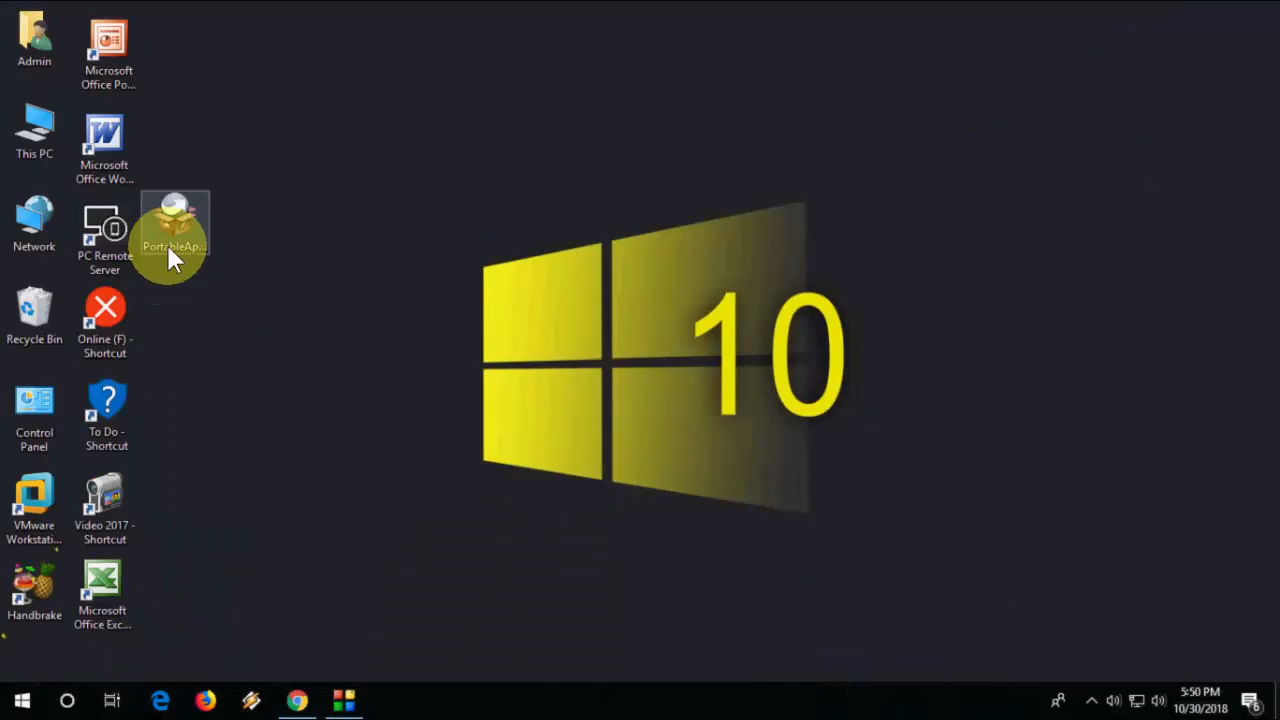 Admin
Microsoft
Office Po...
This PC
Microsoft
Office Wo...
Network
PC Remote
Server
PortableAp...
Recycle Bin
Online (F) -
Shortcut
Control
Panel
To Do -
Shortcut
VMware
Workstati...
Video 2017 -
Shortcut
Handbrake
Microsoft
Office Exc...
10
5:50 PM
10/30/2018
6